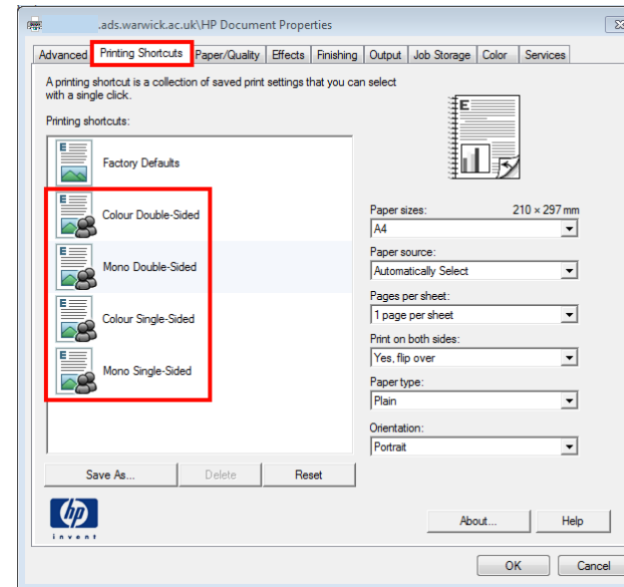 .ads.warwick.ac.uk\HP Document Properties
Advanced Printing Shortcuts Paper/Quality Effects Finishing Output Job Storage Color Services
A printing shortcut is a collection of saved print settings that you can select
with a single click.
Printing shortcuts:
Factory Defaults
Colour Double-Sided
Mono Double-Sided
Colour Single-Sided
Mono Single-Sided
Save As... Delete Reset
E
Paper sizes: 210 × 297 mm
A4
Paper source:
Automatically Select
Pages per sheet:
1 page per sheet
Print on both sides:
Yes, flip over
Paper type:
Plain
Orientation:
Portrait
hp
invent
About... Help
OK Cancel